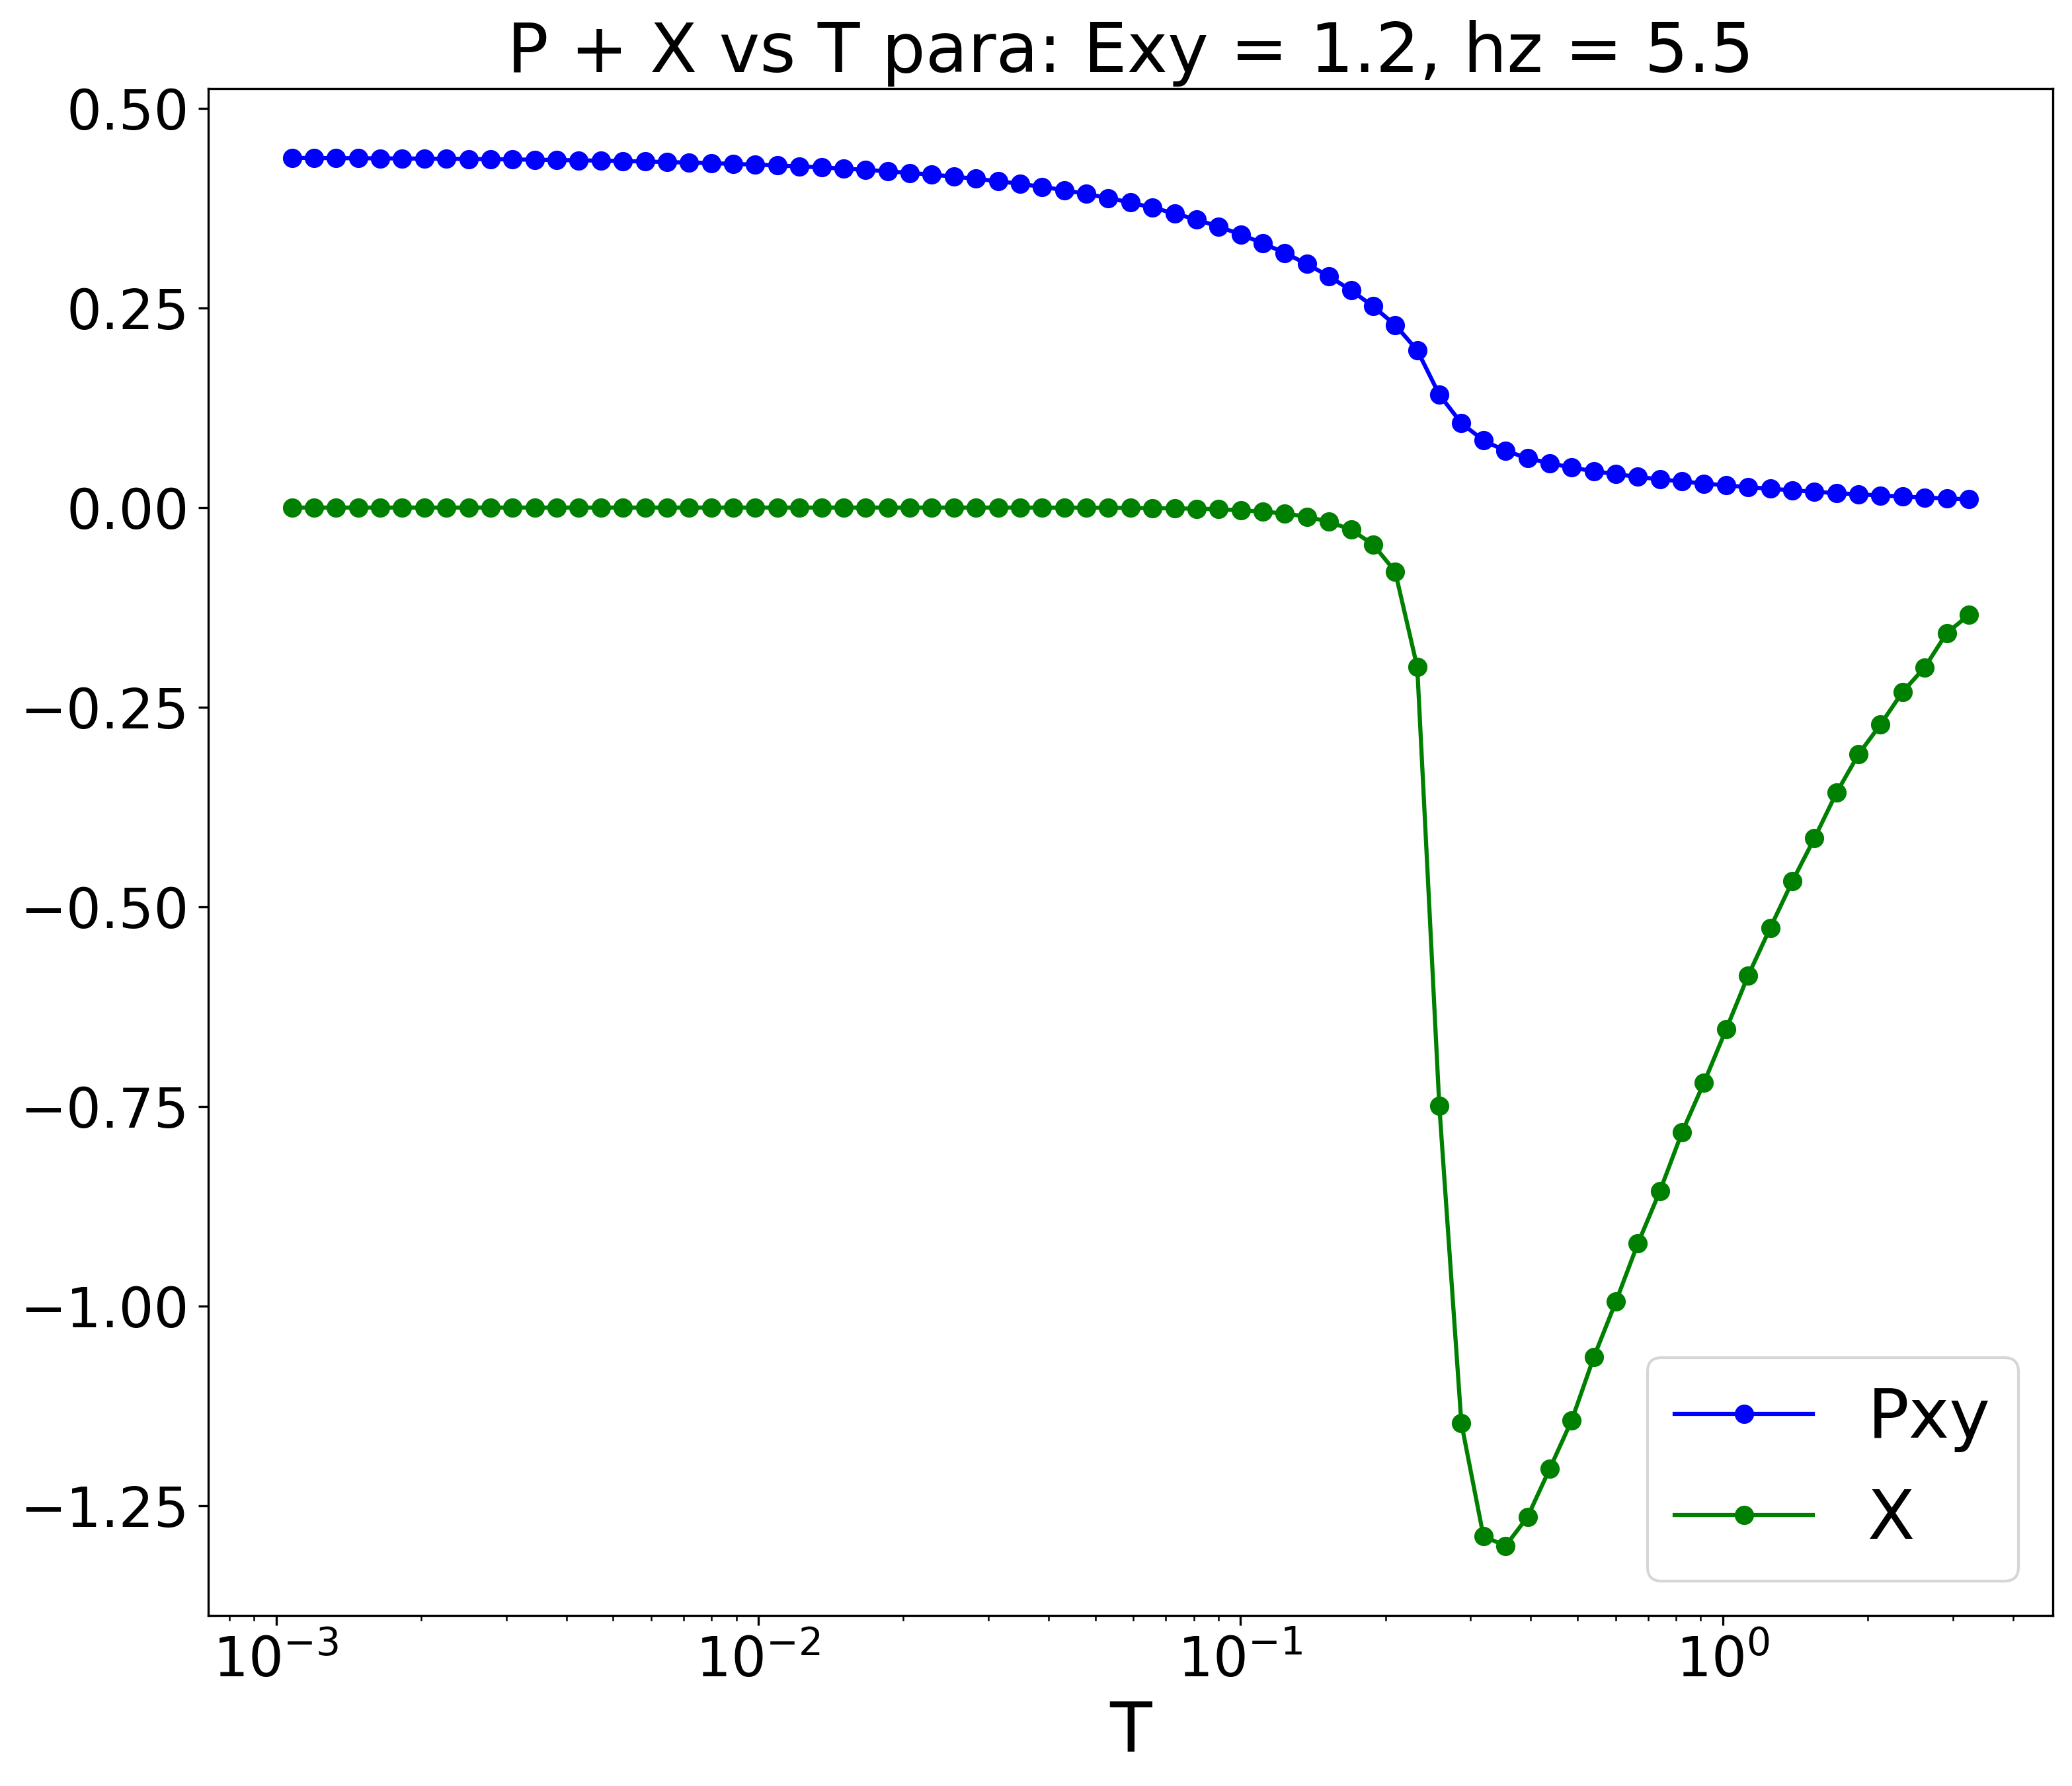 P + X vs T para: Exy = 1.2, hz = 5.5
0.50
0.25
0.00
−0.25
−0.50
−0.75
−1.00
−1.25
Pxy
X
10⁻³ 10⁻² 10⁻¹ 10⁰
T